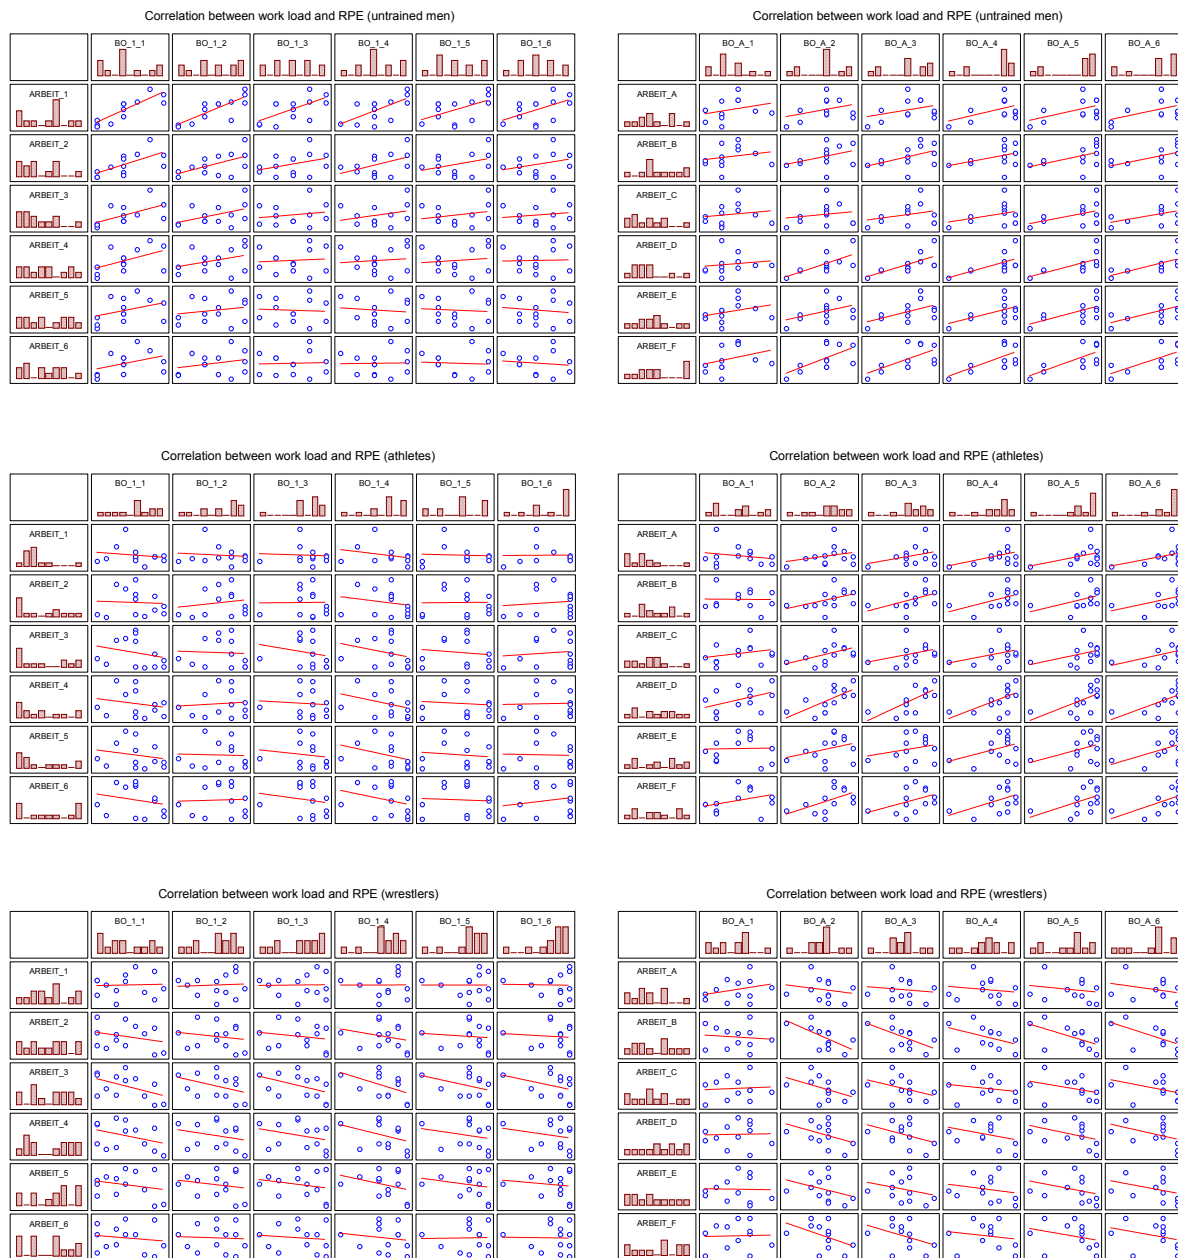 Correlation between work load and RPE (untrained men)
BO_1_1 BO_1_2 BO_1_3 BO_1_4 BO_1_5 BO_1_6
ARBEIT_1
ARBEIT_2
ARBEIT_3
ARBEIT_4
ARBEIT_5
ARBEIT_6
Correlation between work load and RPE (untrained men)
BO_A_1 BO_A_2 BO_A_3 BO_A_4 BO_A_5 BO_A_6
ARBEIT_A
ARBEIT_B
ARBEIT_C
ARBEIT_D
ARBEIT_E
ARBEIT_F
Correlation between work load and RPE (athletes)
BO_1_1 BO_1_2 BO_1_3 BO_1_4 BO_1_5 BO_1_6
ARBEIT_1
ARBEIT_2
ARBEIT_3
ARBEIT_4
ARBEIT_5
ARBEIT_6
Correlation between work load and RPE (athletes)
BO_A_1 BO_A_2 BO_A_3 BO_A_4 BO_A_5 BO_A_6
ARBEIT_A
ARBEIT_B
ARBEIT_C
ARBEIT_D
ARBEIT_E
ARBEIT_F
Correlation between work load and RPE (wrestlers)
BO_1_1 BO_1_2 BO_1_3 BO_1_4 BO_1_5 BO_1_6
ARBEIT_1
ARBEIT_2
ARBEIT_3
ARBEIT_4
ARBEIT_5
ARBEIT_6
Correlation between work load and RPE (wrestlers)
BO_A_1 BO_A_2 BO_A_3 BO_A_4 BO_A_5 BO_A_6
ARBEIT_A
ARBEIT_B
ARBEIT_C
ARBEIT_D
ARBEIT_E
ARBEIT_F